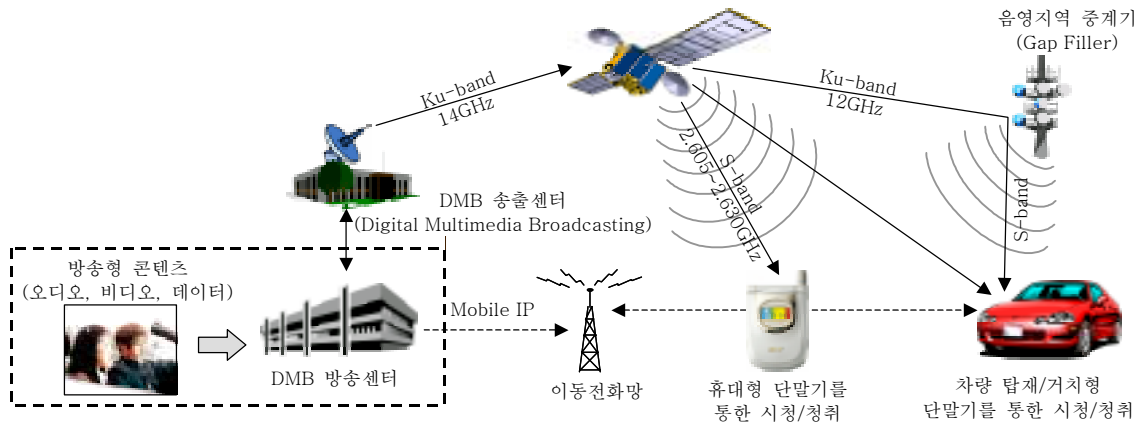 음영지역 중계기
(Gap Filler)
Ku-band
14GHz
Ku-band
12GHz
S-band
2.605~2.630GHz
S-band
DMB 송출센터
(Digital Multimedia Broadcasting)
방송형 콘텐츠
(오디오, 비디오, 데이터)
Mobile IP
DMB 방송센터
이동전화망
휴대형 단말기를
통한 시청/청취
차량 탑재/거치형
단말기를 통한 시청/청취